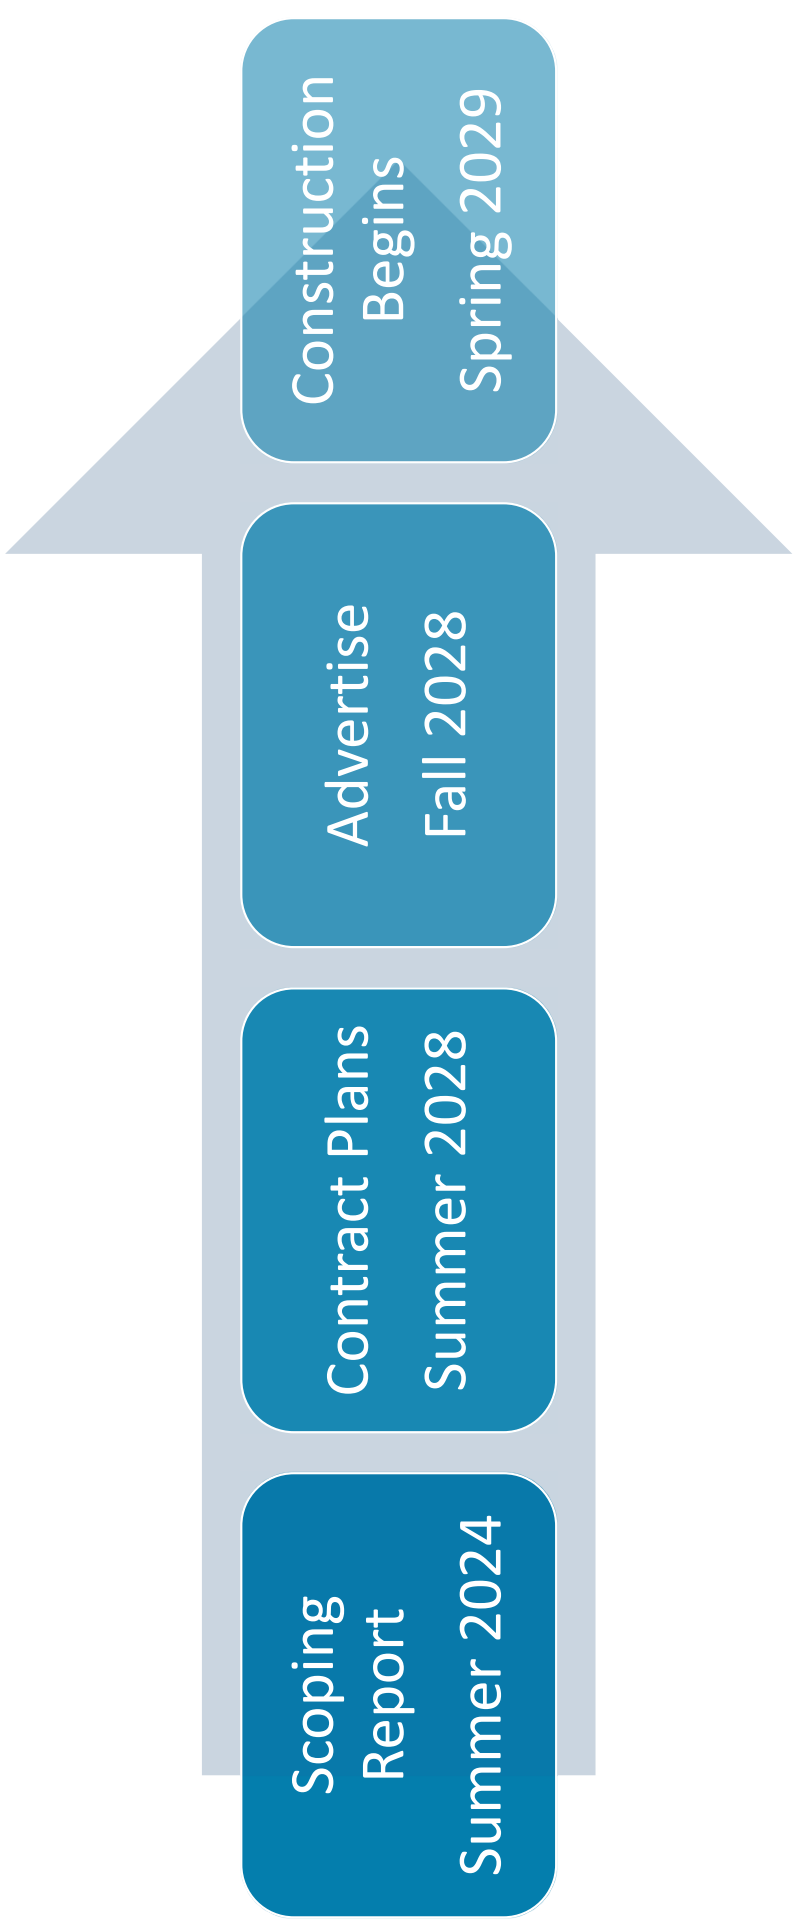 Scoping
Report
Summer 2024
Contract Plans
Summer 2028
Advertise
Fall 2028
Construction
Begins
Spring 2029